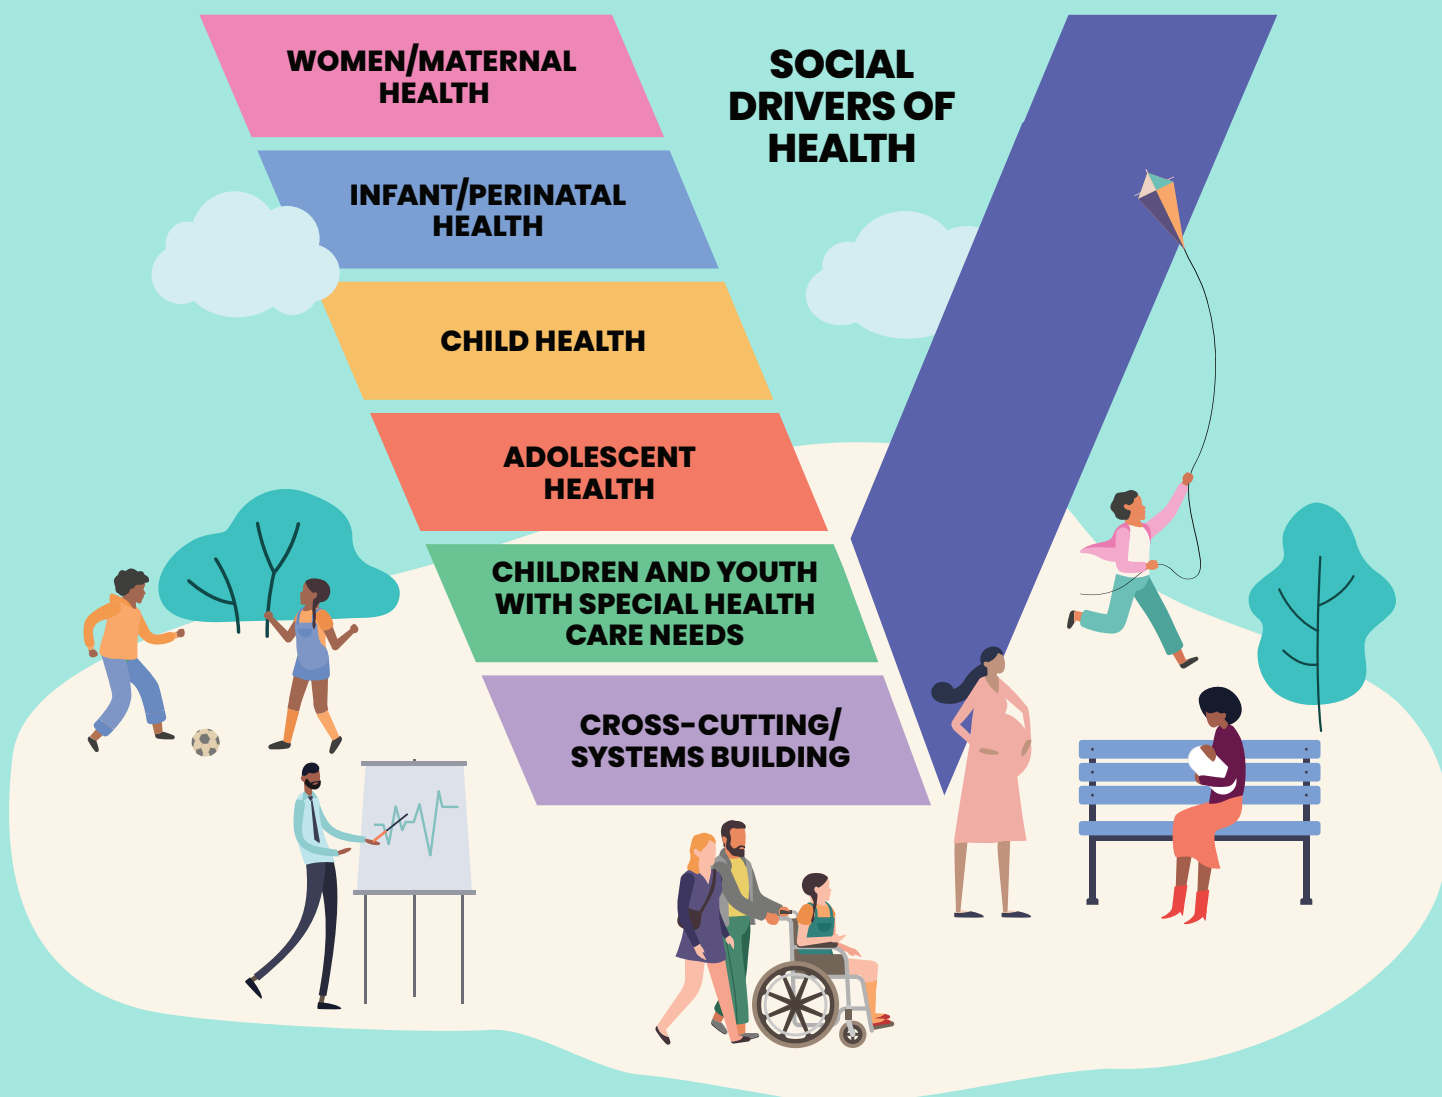 WOMEN/MATERNAL
HEALTH
INFANT/PERINATAL
HEALTH
CHILD HEALTH
ADOLESCENT
HEALTH
CHILDREN AND YOUTH
WITH SPECIAL HEALTH
CARE NEEDS
CROSS-CUTTING/
SYSTEMS BUILDING
SOCIAL
DRIVERS OF
HEALTH